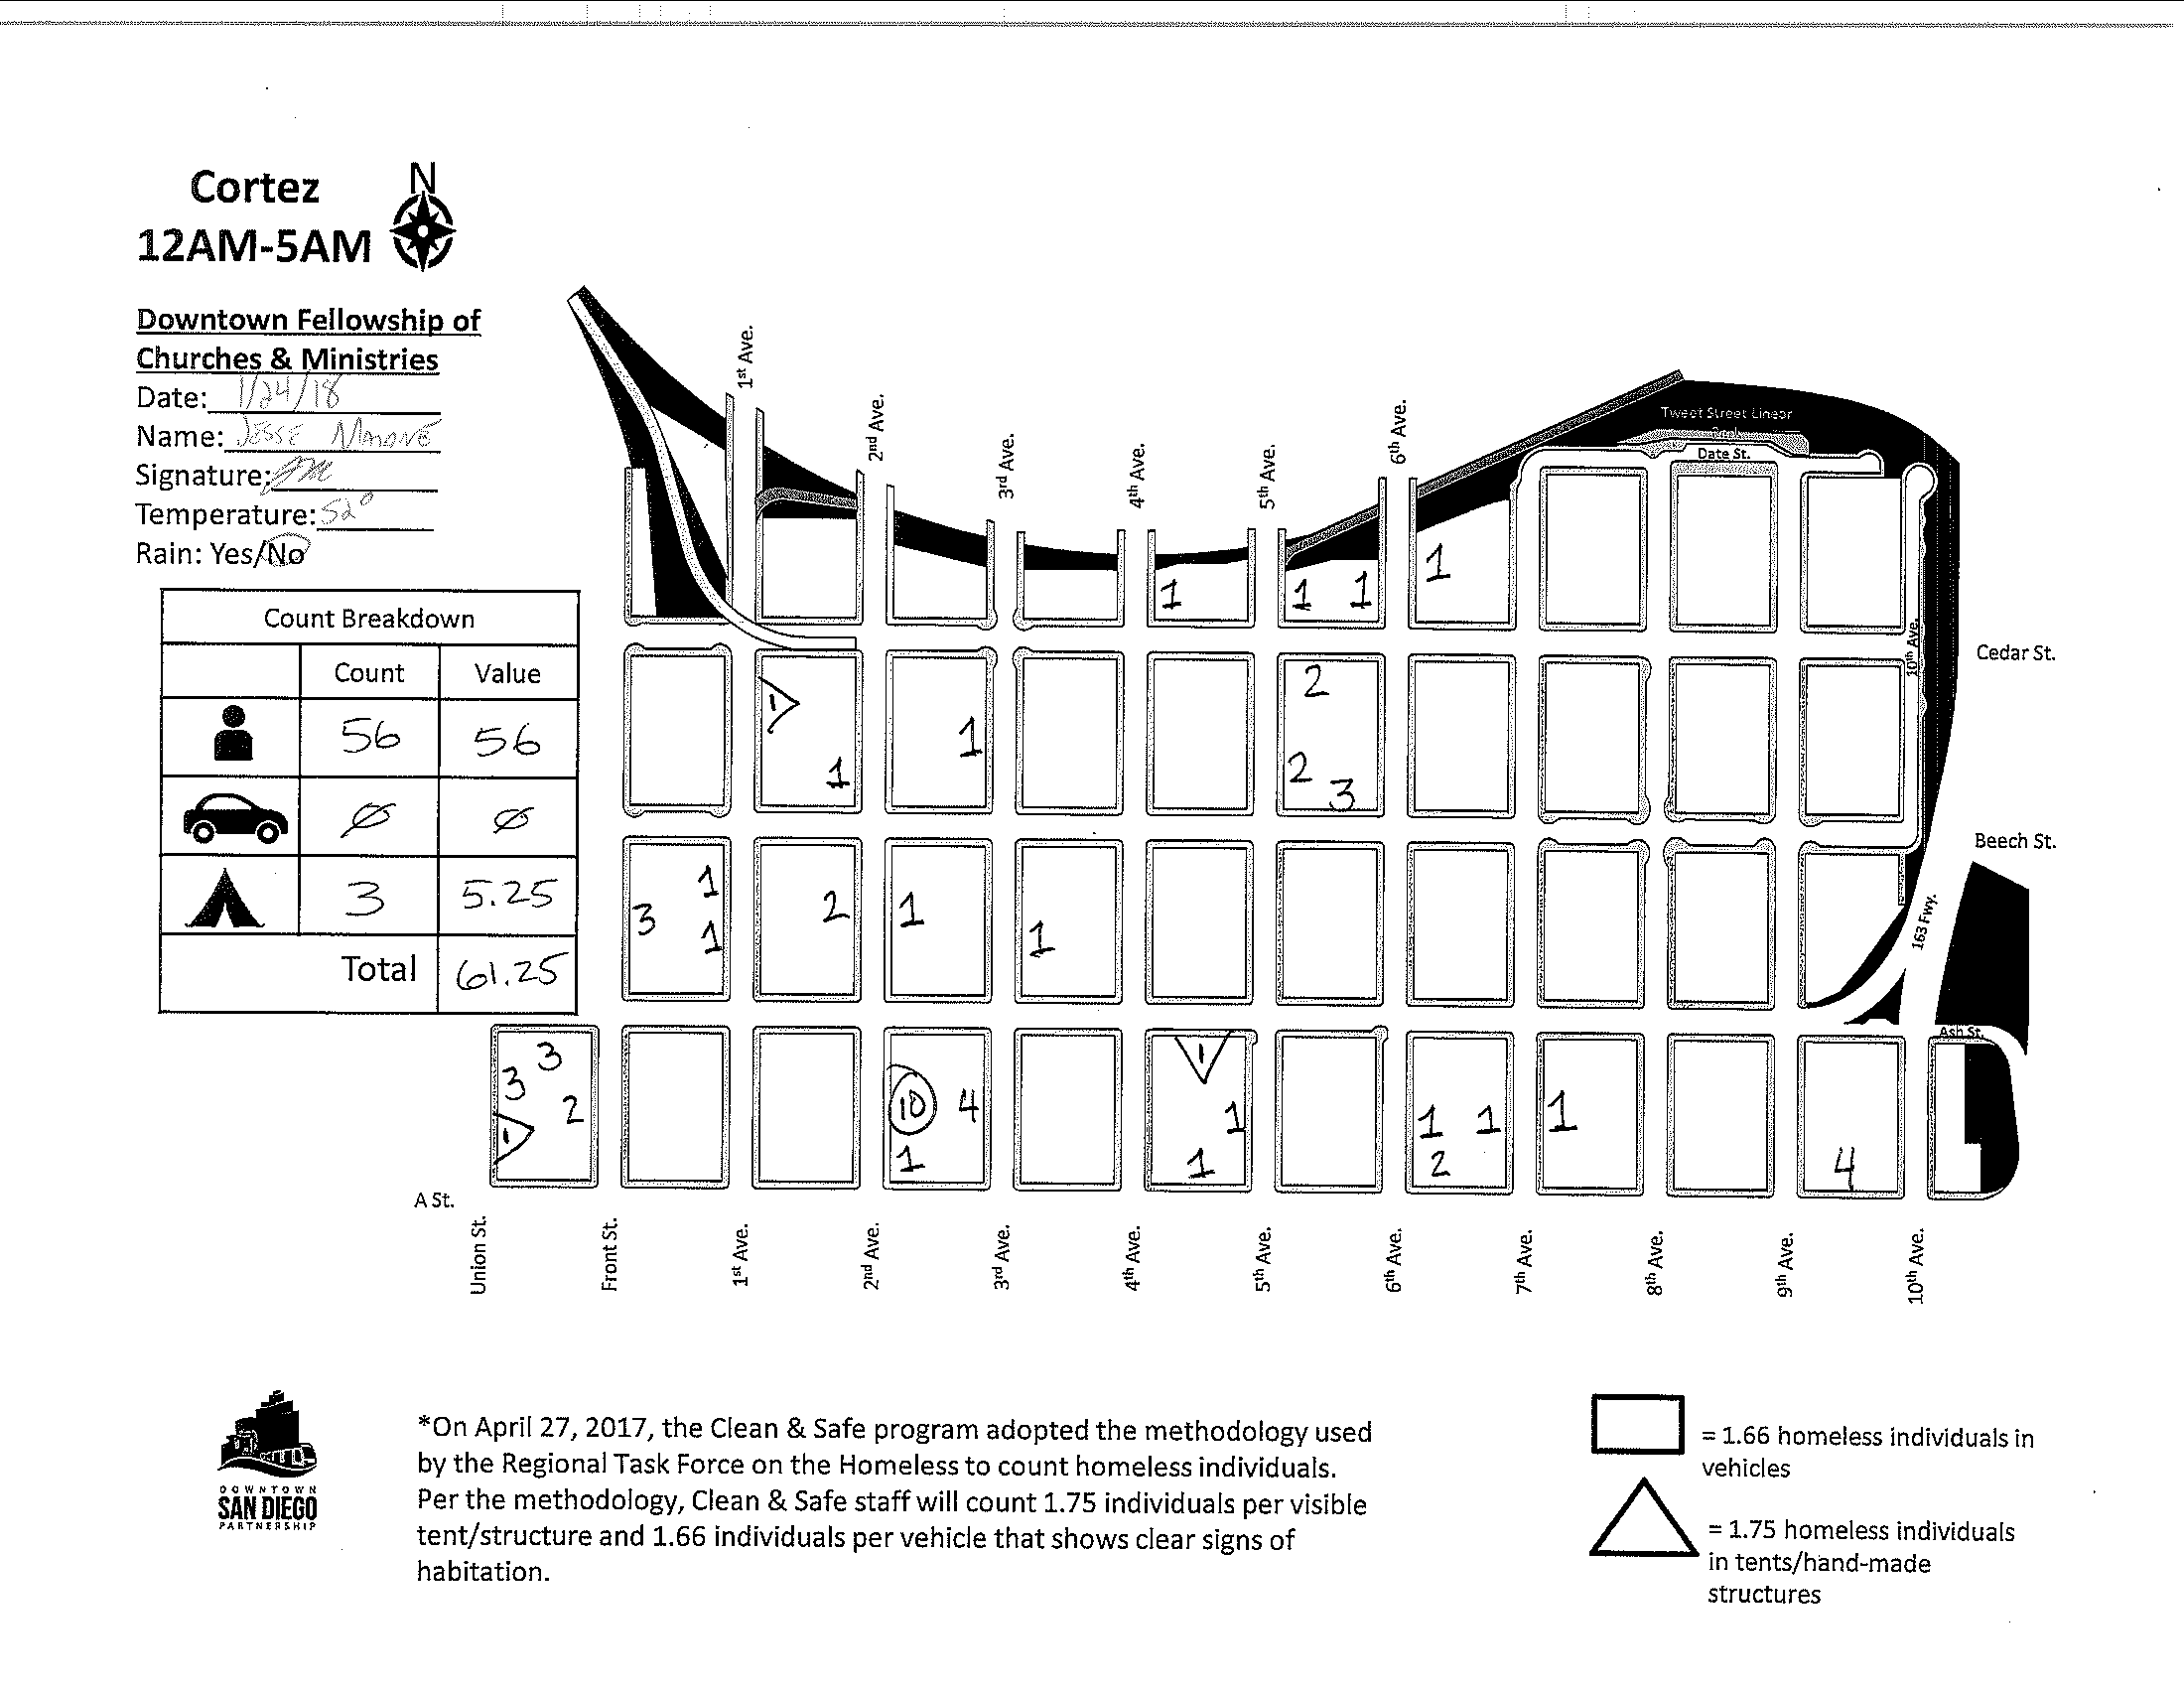 Cortez
N
12AM-5AM
Downtown Fellowship of
Churches & Ministries
Date: 1/24/18
Name: JESSE
Signature:
Temperature: 52°
Rain: Yes/No
Count Breakdown
Count Value
56 56
Ø Ø
3 5.25
Total 61.25
1st Ave.
2nd Ave.
3rd Ave.
4th Ave.
5th Ave.
6th Ave.
Tweet Street Linear
Park
Date St.
1 1 1 1
10th Ave.
Cedar St.
1 1 1 2 2 3
Beech St.
3 1 1 2 1 1
163 Fwy.
Ash St.
3 3 2 1 10 4 1 1 1 1 1 1 2 1 4
A St.
Union St.
Front St.
1st Ave.
2nd Ave.
3rd Ave.
4th Ave.
5th Ave.
6th Ave.
7th Ave.
8th Ave.
9th Ave.
10th Ave.
DOWNTOWN
SAN DIEGO
PARTNERSHIP
*On April 27, 2017, the Clean & Safe program adopted the methodology used
by the Regional Task Force on the Homeless to count homeless individuals.
Per the methodology, Clean & Safe staff will count 1.75 individuals per visible
tent/structure and 1.66 individuals per vehicle that shows clear signs of
habitation.
= 1.66 homeless individuals in
vehicles
= 1.75 homeless individuals
in tents/hand-made
structures